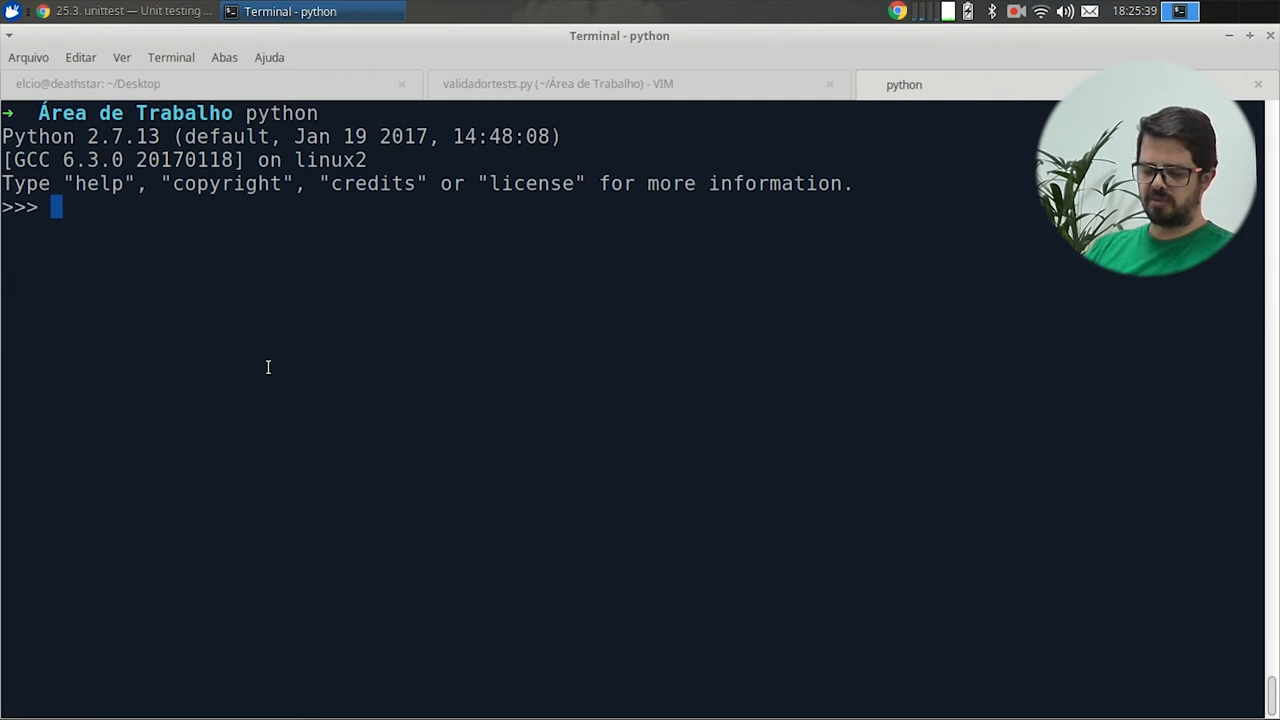 25.3. unittest — Unit testing ...
Terminal - python
18:25:39
Terminal - python
Arquivo Editar Ver Terminal Abas Ajuda
elcio@deathstar: ~/Desktop
validadortests.py (~/Área de Trabalho) - VIM
python
➜ Área de Trabalho python
Python 2.7.13 (default, Jan 19 2017, 14:48:08)
[GCC 6.3.0 20170118] on linux2
Type "help", "copyright", "credits" or "license" for more information.
>>>